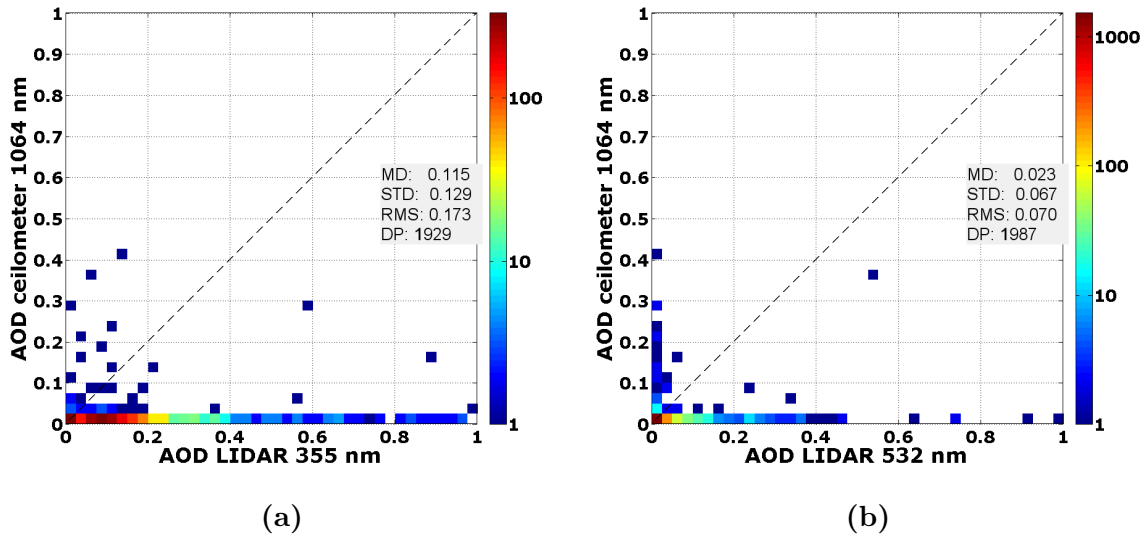 1
0.9
0.8
0.7
0.6
0.5
0.4
0.3
0.2
0.1
0
0 0.2 0.4 0.6 0.8 1
AOD ceilometer 1064 nm
AOD LIDAR 355 nm
MD: 0.115
STD: 0.129
RMS: 0.173
DP: 1929
100
10
1
(a)
1
0.9
0.8
0.7
0.6
0.5
0.4
0.3
0.2
0.1
0
0 0.2 0.4 0.6 0.8 1
AOD ceilometer 1064 nm
AOD LIDAR 532 nm
MD: 0.023
STD: 0.067
RMS: 0.070
DP: 1987
1000
100
10
1
(b)